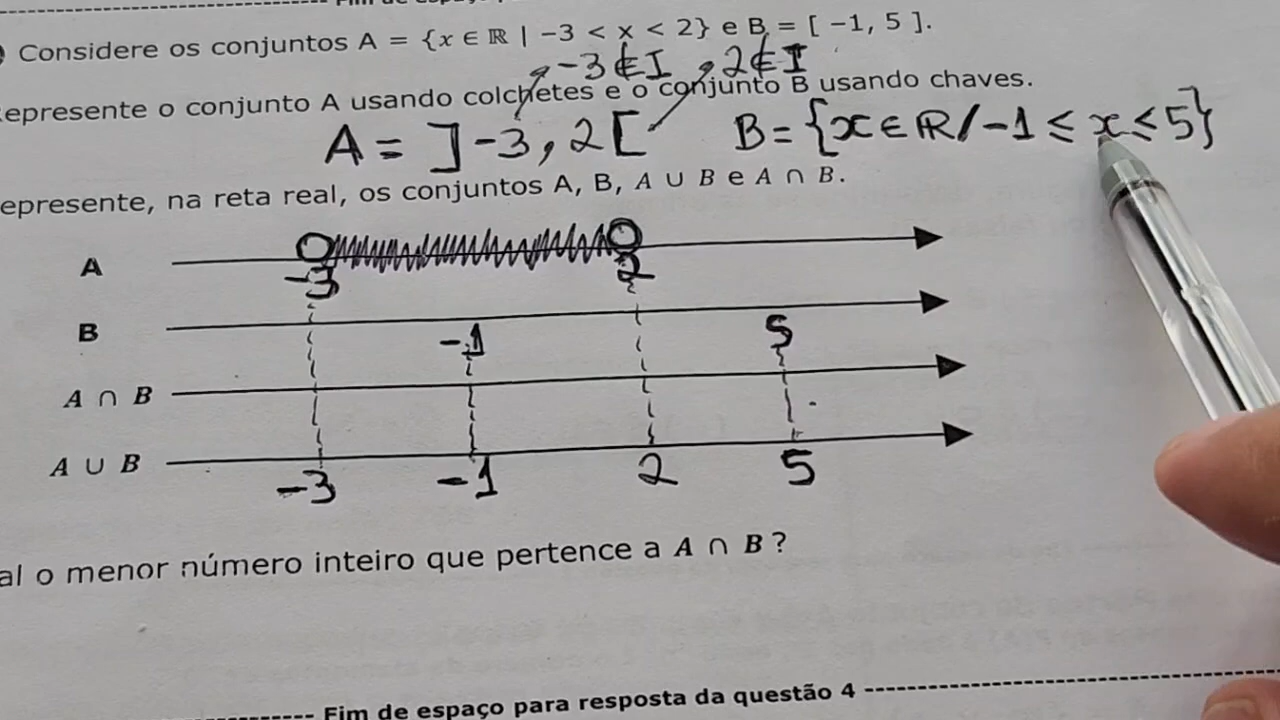 Considere os conjuntos A = {x ∈ ℝ | −3 < x < 2} e B = [ −1, 5 ].
-3 ∉ I , 2 ∉ I
epresente o conjunto A usando colchetes e o conjunto B usando chaves.
A = ]-3, 2[ B = {x ∈ ℝ / -1 ≤ x ≤ 5}
epresente, na reta real, os conjuntos A, B, A ∪ B e A ∩ B.
A
-3 2
B
-1 5
A ∩ B
A ∪ B
-3 -1 2 5
al o menor número inteiro que pertence a A ∩ B ?
Fim de espaço para resposta da questão 4